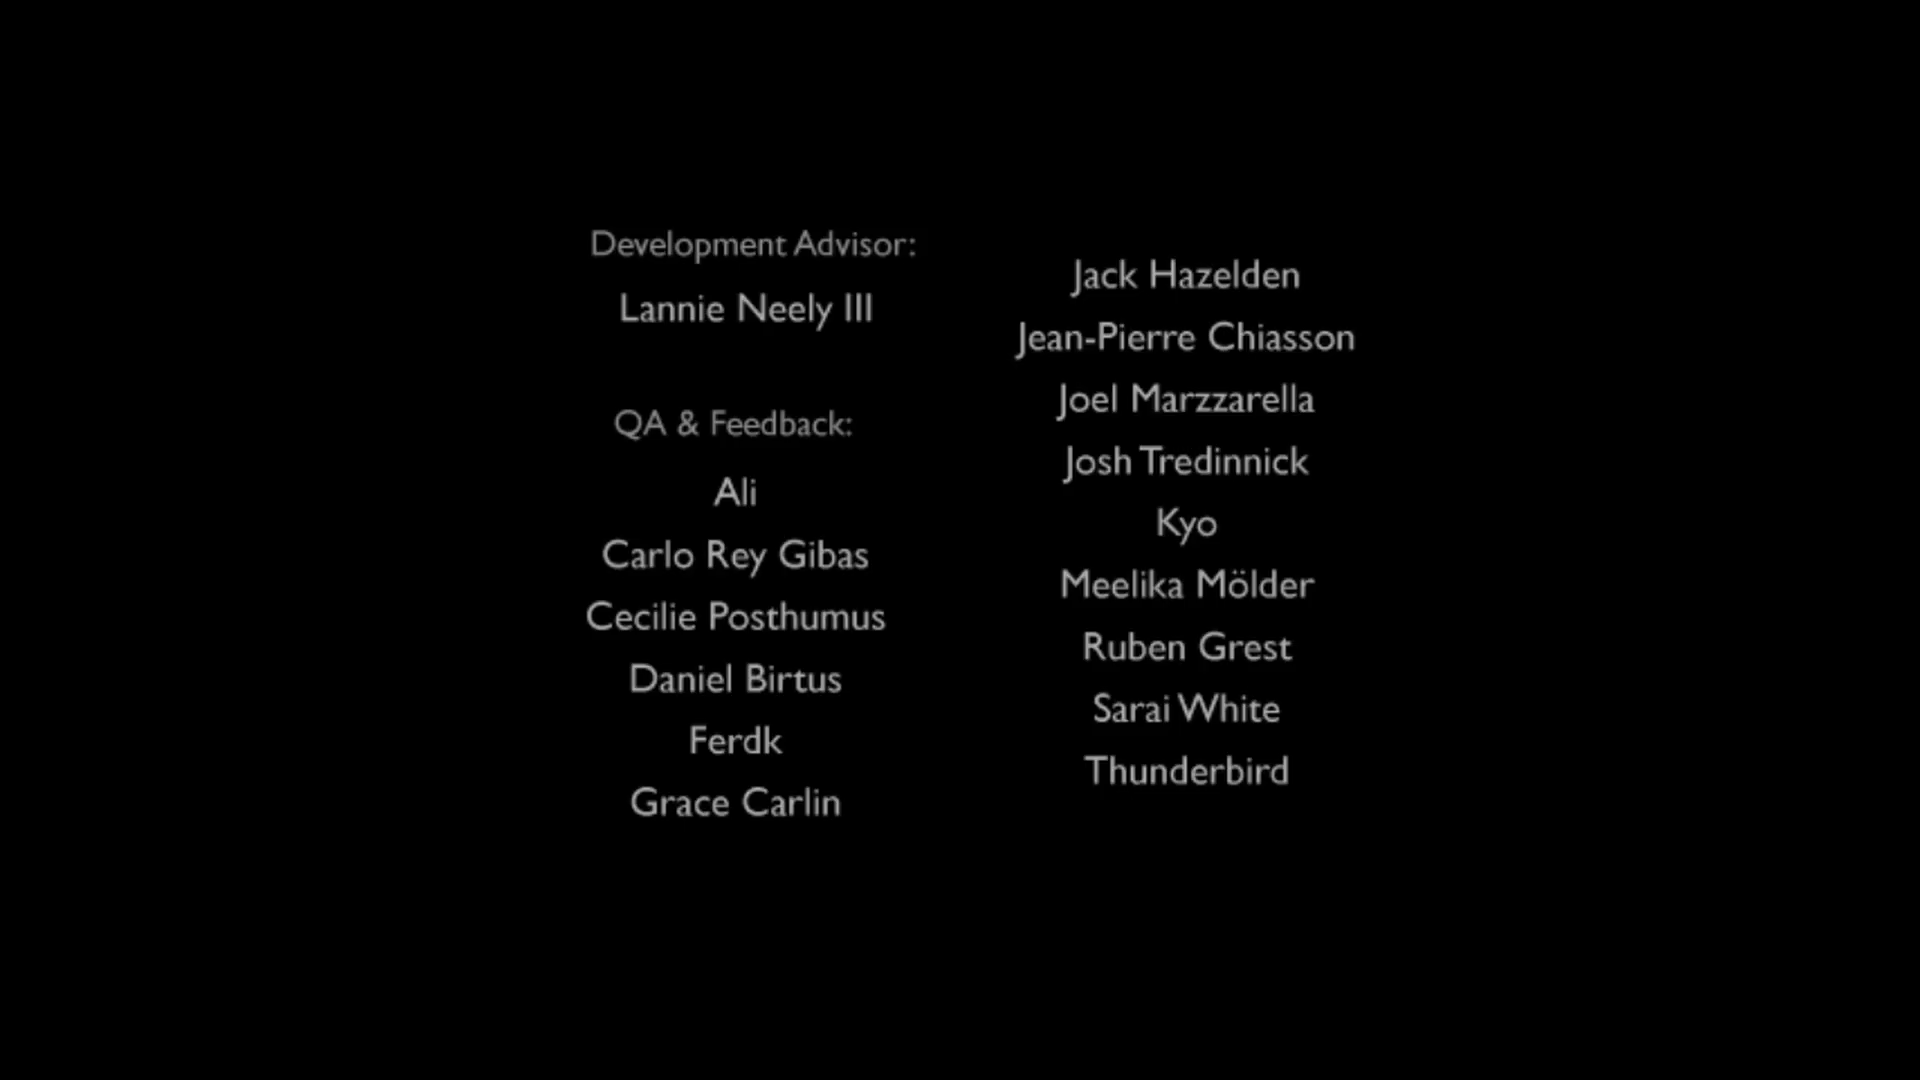 Development Advisor:
Lannie Neely III
QA & Feedback:
Ali
Carlo Rey Gibas
Cecilie Posthumus
Daniel Birtus
Ferdk
Grace Carlin
Jack Hazelden
Jean-Pierre Chiasson
Joel Marzzarella
Josh Tredinnick
Kyo
Meelika Mölder
Ruben Grest
Sarai White
Thunderbird